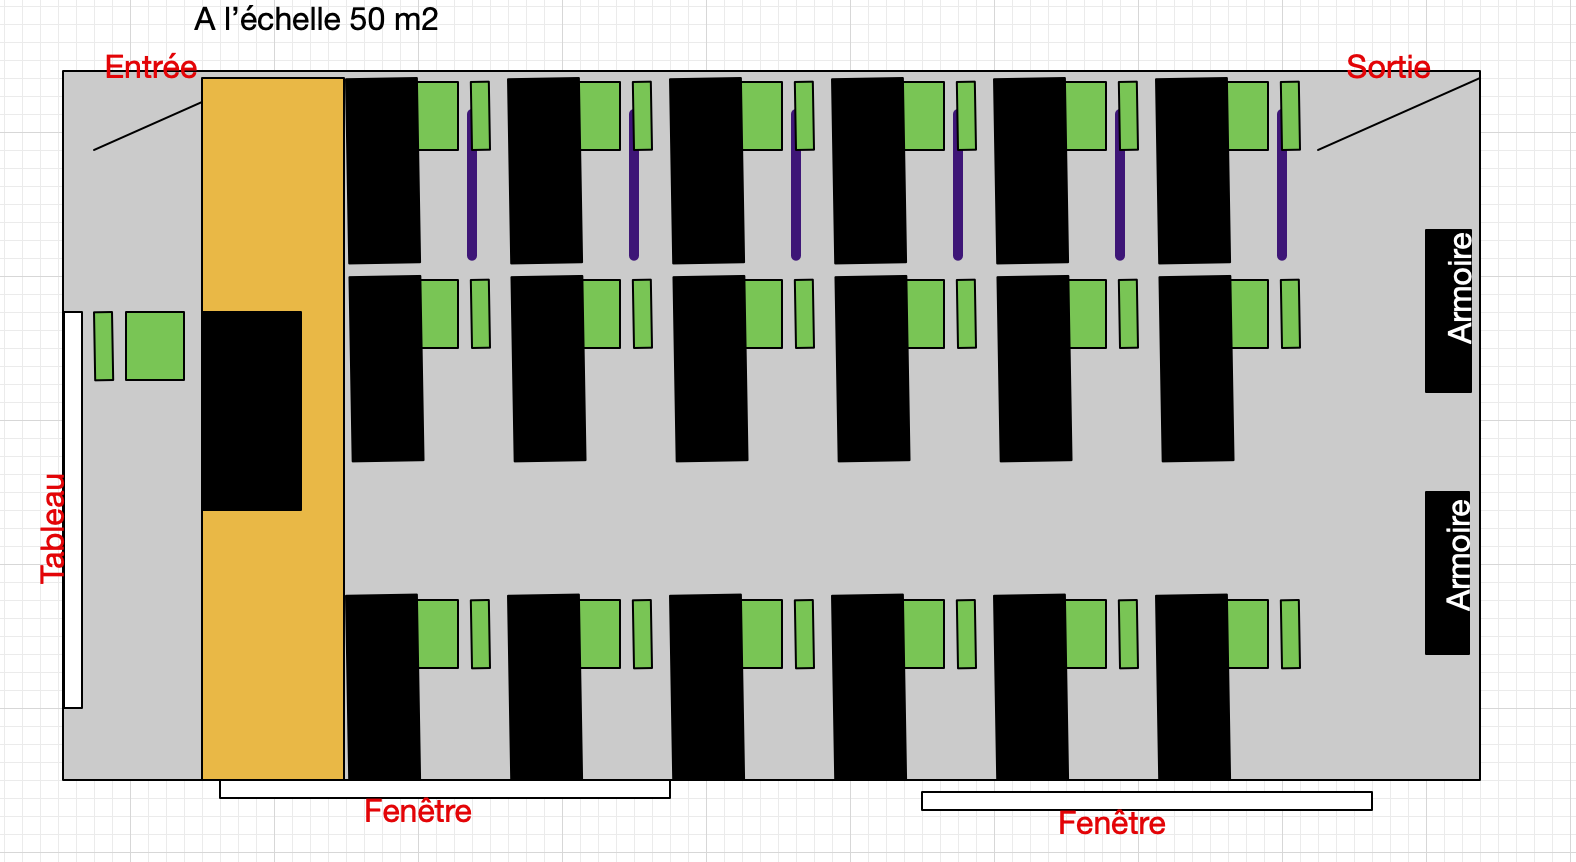 A l’échelle 50 m2
Entrée
Sortie
Armoire
Tableau
Armoire
Fenêtre
Fenêtre